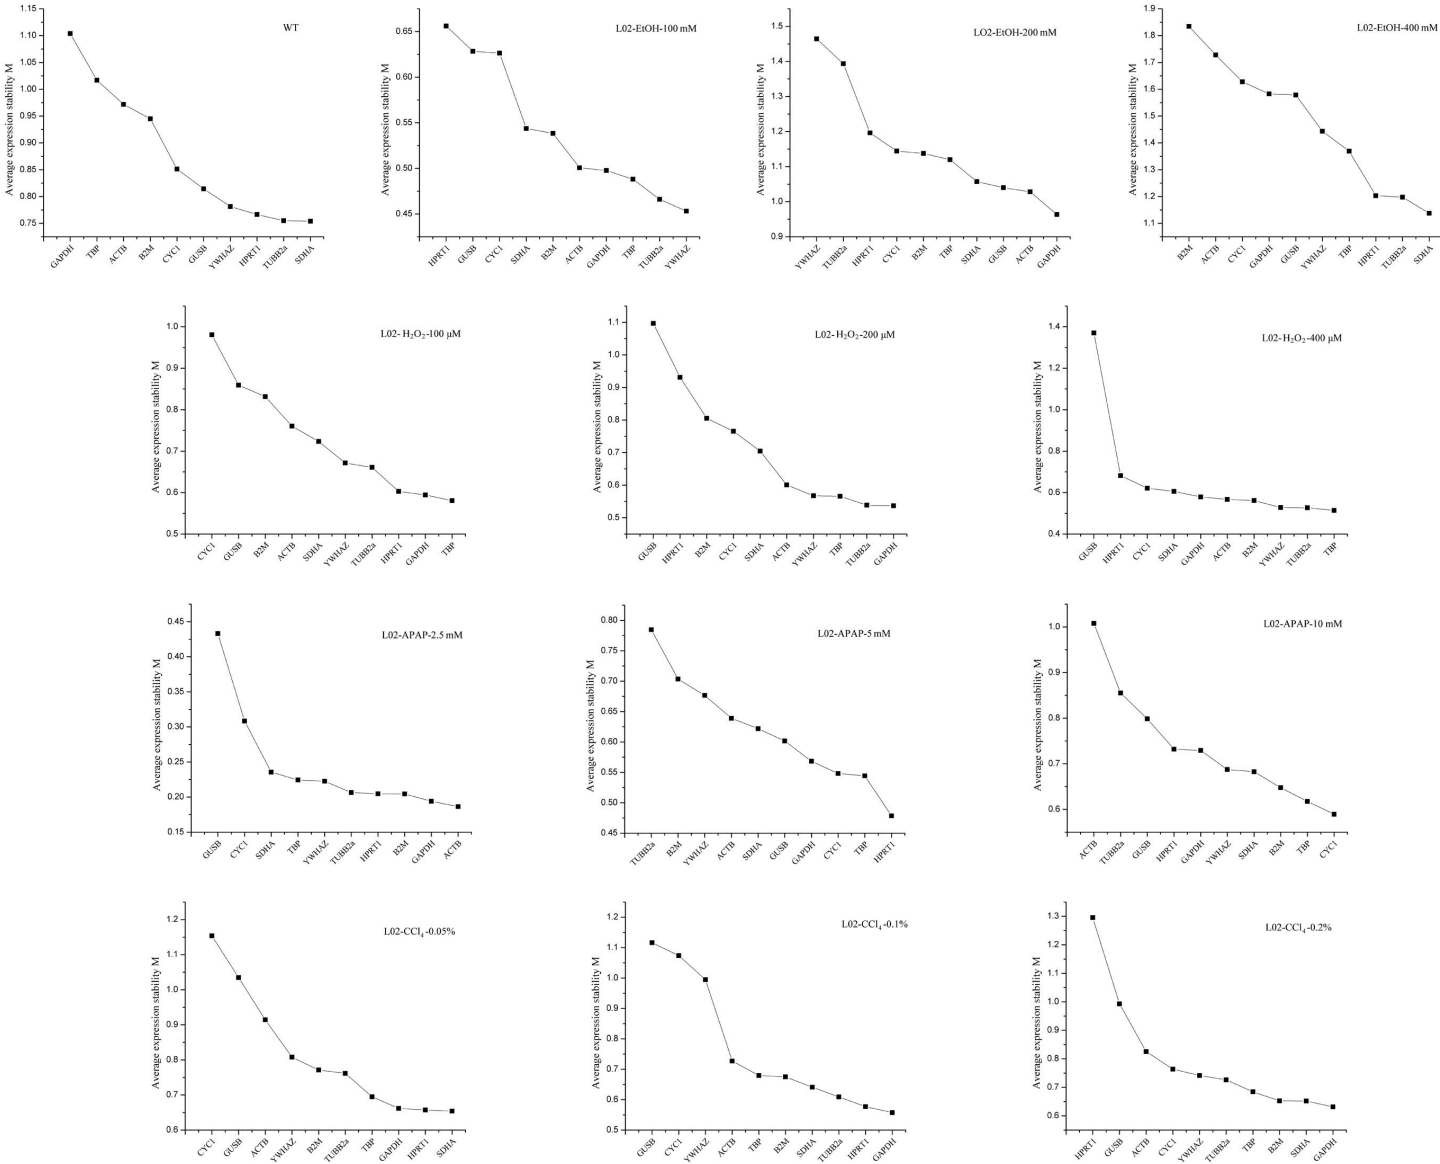 WT
Average expression stability M
1.15
1.10
1.05
1.00
0.95
0.90
0.85
0.80
0.75
GAPDH TBP ACTB B2M CYC1 GUSB YWHAZ HPRT1 TUBB2a SDHA
L02-EtOH-100 mM
Average expression stability M
0.65
0.60
0.55
0.50
0.45
HPRT1 GUSB CYC1 SDHA B2M ACTB GAPDH TBP TUBB2a YWHAZ
LO2-EtOH-200 mM
Average expression stability M
1.5
1.4
1.3
1.2
1.1
1.0
0.9
YWHAZ TUBB2a HPRT1 CYC1 B2M TBP SDHA GUSB ACTB GAPDH
L02-EtOH-400 mM
Average expression stability M
1.9
1.8
1.7
1.6
1.5
1.4
1.3
1.2
1.1
B2M ACTB CYC1 GAPDH GUSB YWHAZ TBP HPRT1 TUBB2a SDHA
L02- H₂O₂-100 μM
Average expression stability M
1.0
0.9
0.8
0.7
0.6
0.5
CYC1 GUSB B2M ACTB SDHA YWHAZ TUBB2a HPRT1 GAPDH TBP
L02- H₂O₂-200 μM
Average expression stability M
1.1
1.0
0.9
0.8
0.7
0.6
0.5
GUSB HPRT1 B2M CYC1 SDHA ACTB YWHAZ TBP TUBB2a GAPDH
L02- H₂O₂-400 μM
Average expression stability M
1.4
1.2
1.0
0.8
0.6
0.4
GUSB HPRT1 CYC1 SDHA GAPDH ACTB B2M YWHAZ TUBB2a TBP
L02-APAP-2.5 mM
Average expression stability M
0.45
0.40
0.35
0.30
0.25
0.20
0.15
GUSB CYC1 SDHA TBP YWHAZ TUBB2a HPRT1 B2M GAPDH ACTB
L02-APAP-5 mM
Average expression stability M
0.80
0.75
0.70
0.65
0.60
0.55
0.50
0.45
TUBB2a B2M YWHAZ ACTB SDHA GUSB GAPDH CYC1 TBP HPRT1
L02-APAP-10 mM
Average expression stability M
1.0
0.9
0.8
0.7
0.6
ACTB TUBB2a GUSB HPRT1 GAPDH YWHAZ SDHA B2M TBP CYC1
L02-CCl₄-0.05%
Average expression stability M
1.2
1.1
1.0
0.9
0.8
0.7
0.6
CYC1 GUSB ACTB YWHAZ B2M TUBB2a TBP GAPDH HPRT1 SDHA
L02-CCl₄-0.1%
Average expression stability M
1.2
1.1
1.0
0.9
0.8
0.7
0.6
0.5
GUSB CYC1 YWHAZ ACTB TBP B2M SDHA TUBB2a HPRT1 GAPDH
L02-CCl₄-0.2%
Average expression stability M
1.3
1.2
1.1
1.0
0.9
0.8
0.7
0.6
HPRT1 GUSB ACTB CYC1 YWHAZ TUBB2a TBP B2M SDHA GAPDH